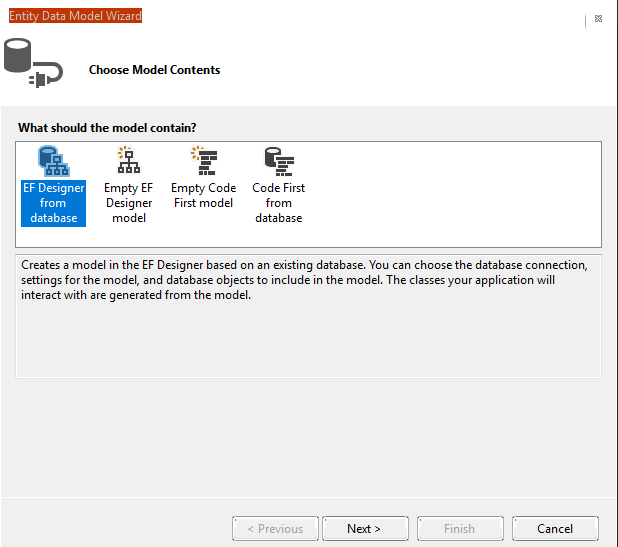 Entity Data Model Wizard
Choose Model Contents
What should the model contain?
EF Designer
from
database
Empty EF
Designer
model
Empty Code
First model
Code First
from
database
Creates a model in the EF Designer based on an existing database. You can choose the database connection,
settings for the model, and database objects to include in the model. The classes your application will
interact with are generated from the model.
< Previous
Next >
Finish
Cancel